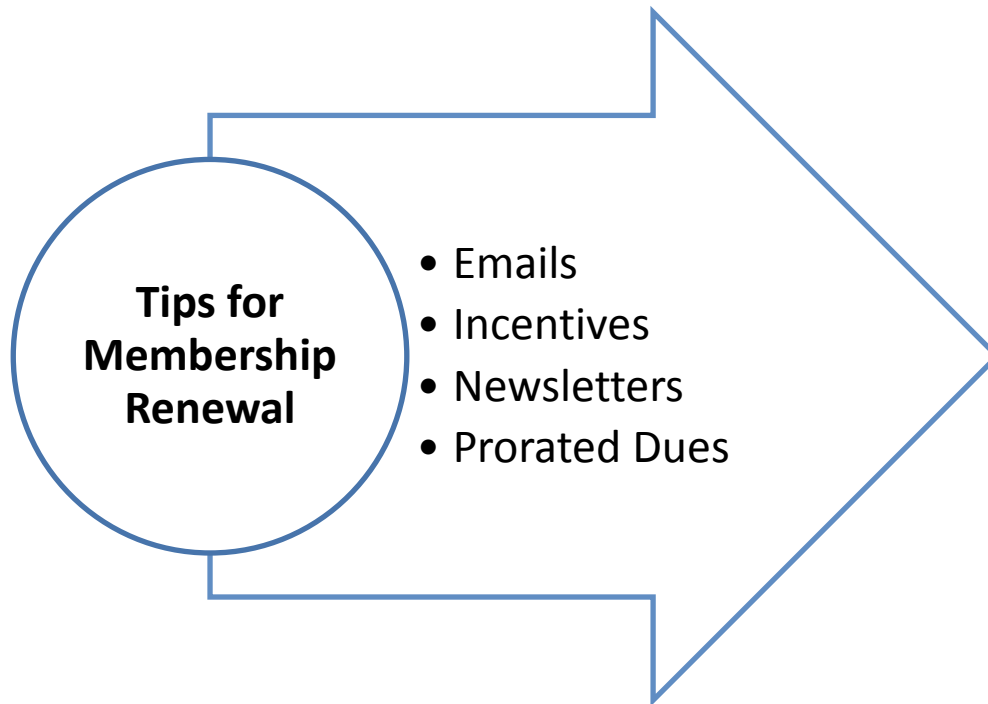 Tips for
Membership
Renewal
• Emails
• Incentives
• Newsletters
• Prorated Dues